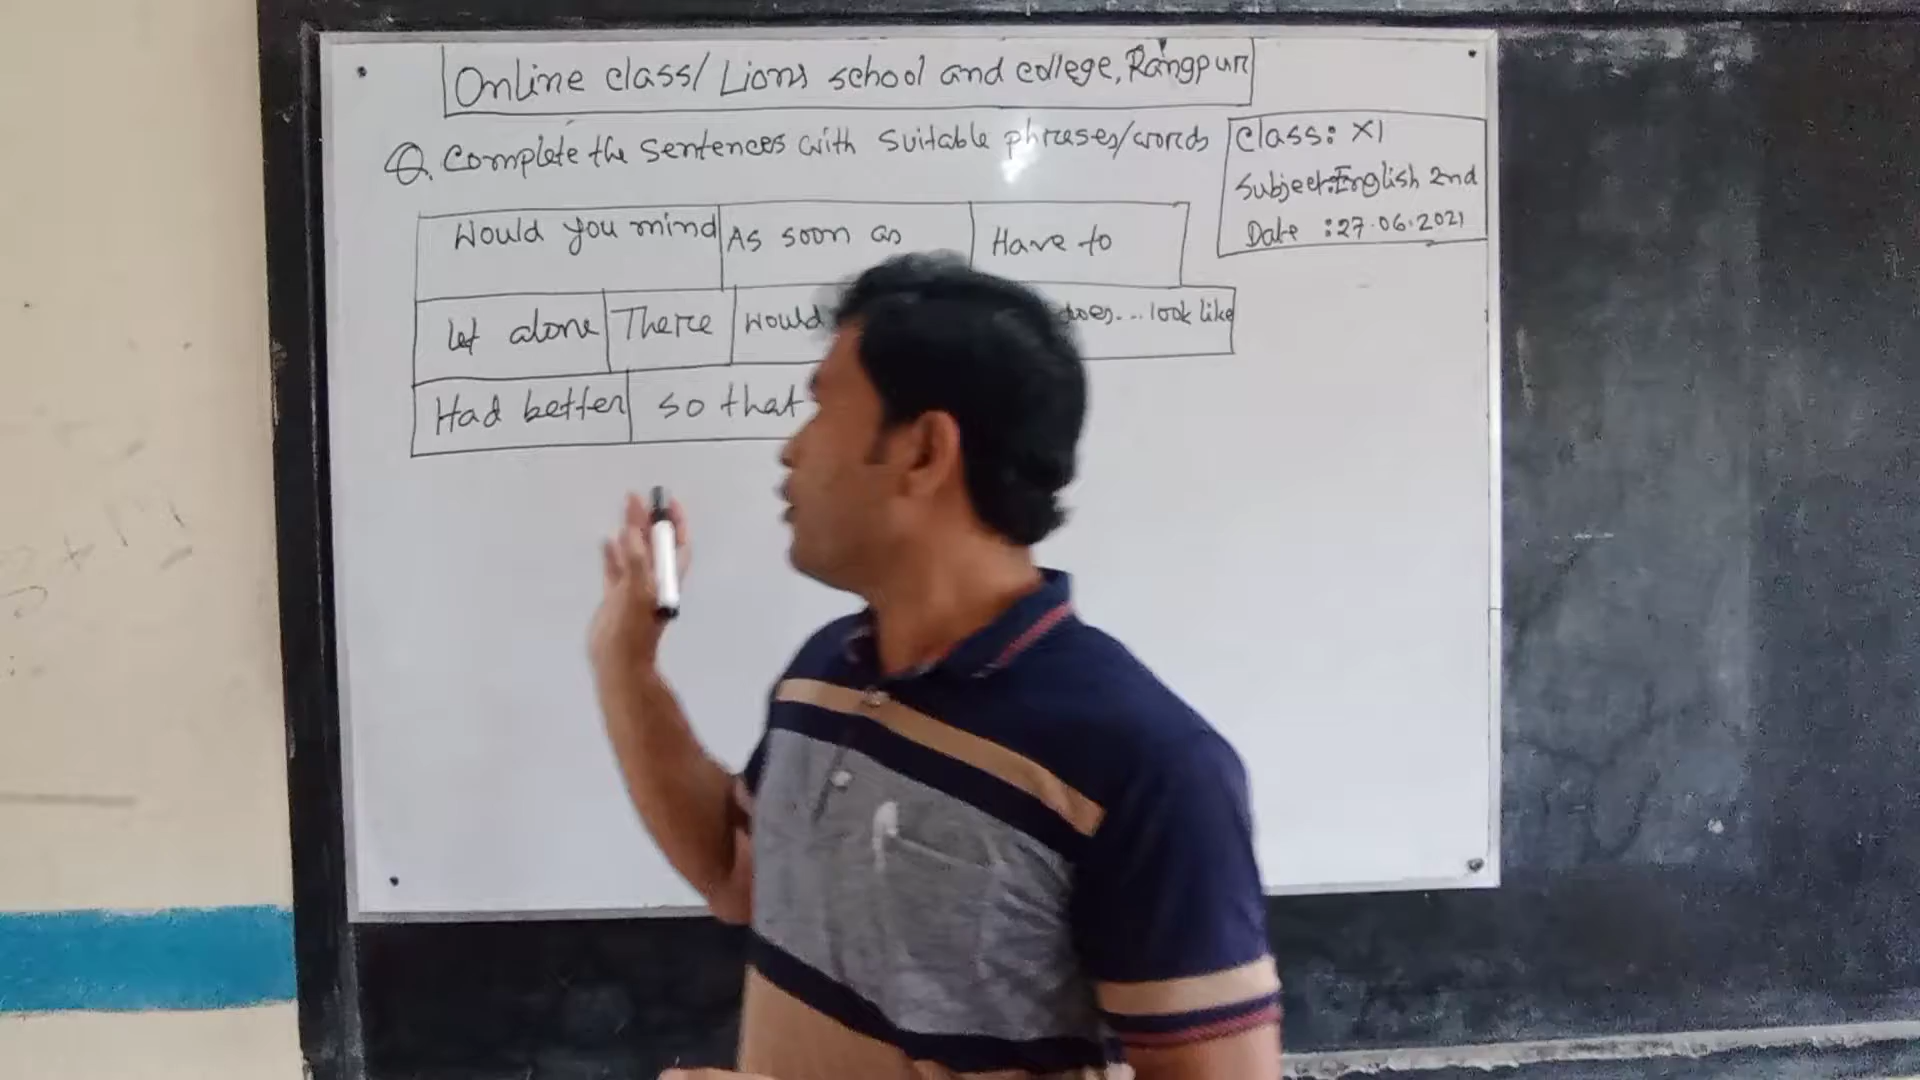 Online class/ Lions school and college, Rangpur
Q. Complete the sentences with suitable phrases/words
Class: XI
Subject: English 2nd
Date : 27.06.2021
Would you mind As soon as Have to
let alone There would does...look like
Had better so that